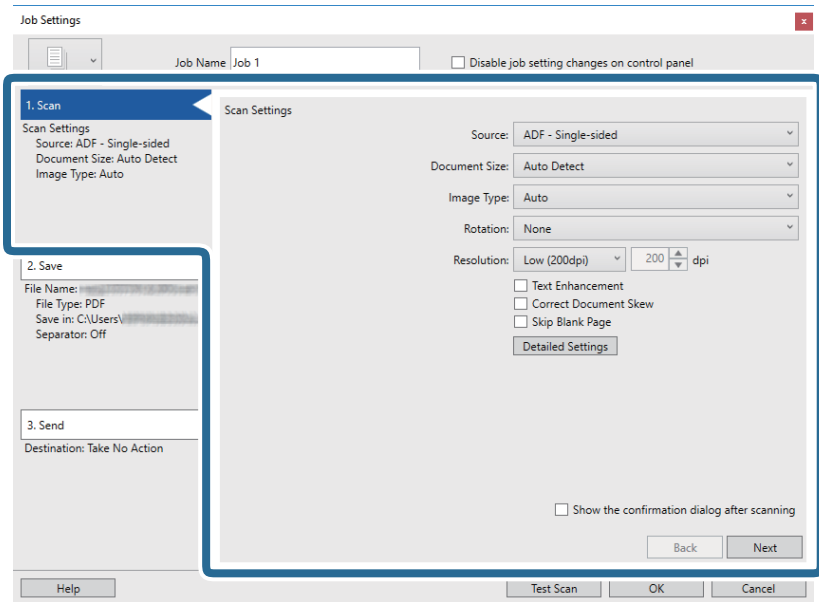 Job Settings
x
Job Name Job 1
Disable job setting changes on control panel
1. Scan
Scan Settings
Source: ADF - Single-sided
Document Size: Auto Detect
Image Type: Auto
2. Save
File Name:
File Type: PDF
Save in: C:\Users\
Separator: Off
3. Send
Destination: Take No Action
Scan Settings
Source: ADF - Single-sided
Document Size: Auto Detect
Image Type: Auto
Rotation: None
Resolution: Low (200dpi) 200 dpi
Text Enhancement
Correct Document Skew
Skip Blank Page
Detailed Settings
Show the confirmation dialog after scanning
Back Next
Help Test Scan OK Cancel